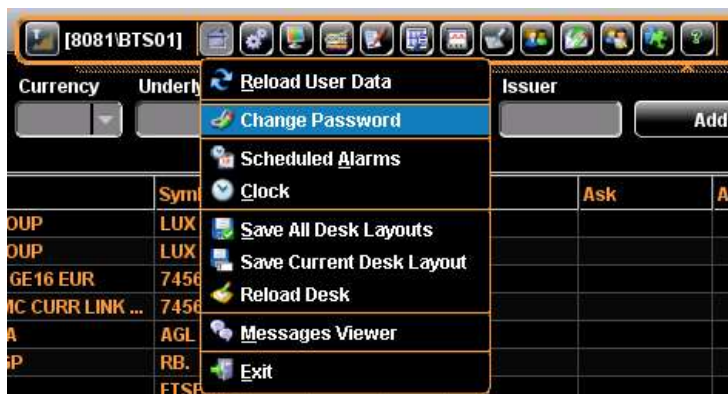 [8081\BTS01]
Currency Issuer
Reload User Data
Change Password
Add
Scheduled Alarms
Clock
Ask
OUP LUX
Save All Desk Layouts
OUP LUX
Save Current Desk Layout
GE16 EUR 7456
Reload Desk
MC CURR LINK ... 7456
Messages Viewer
A AGL
SP RB.
Exit